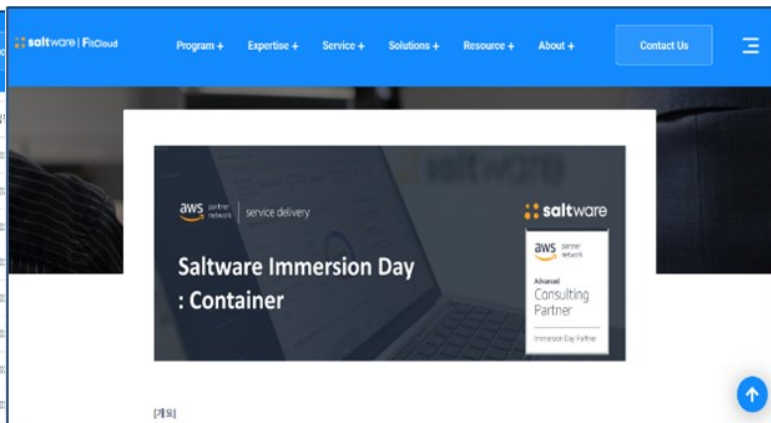 saltware | FitCloud
Program +
Expertise +
Service +
Solutions +
Resource +
About +
Contact Us
aws partner network | service delivery
saltware
Saltware Immersion Day
: Container
aws partner network
Advanced
Consulting
Partner
Immersion Day Partner
[개요]